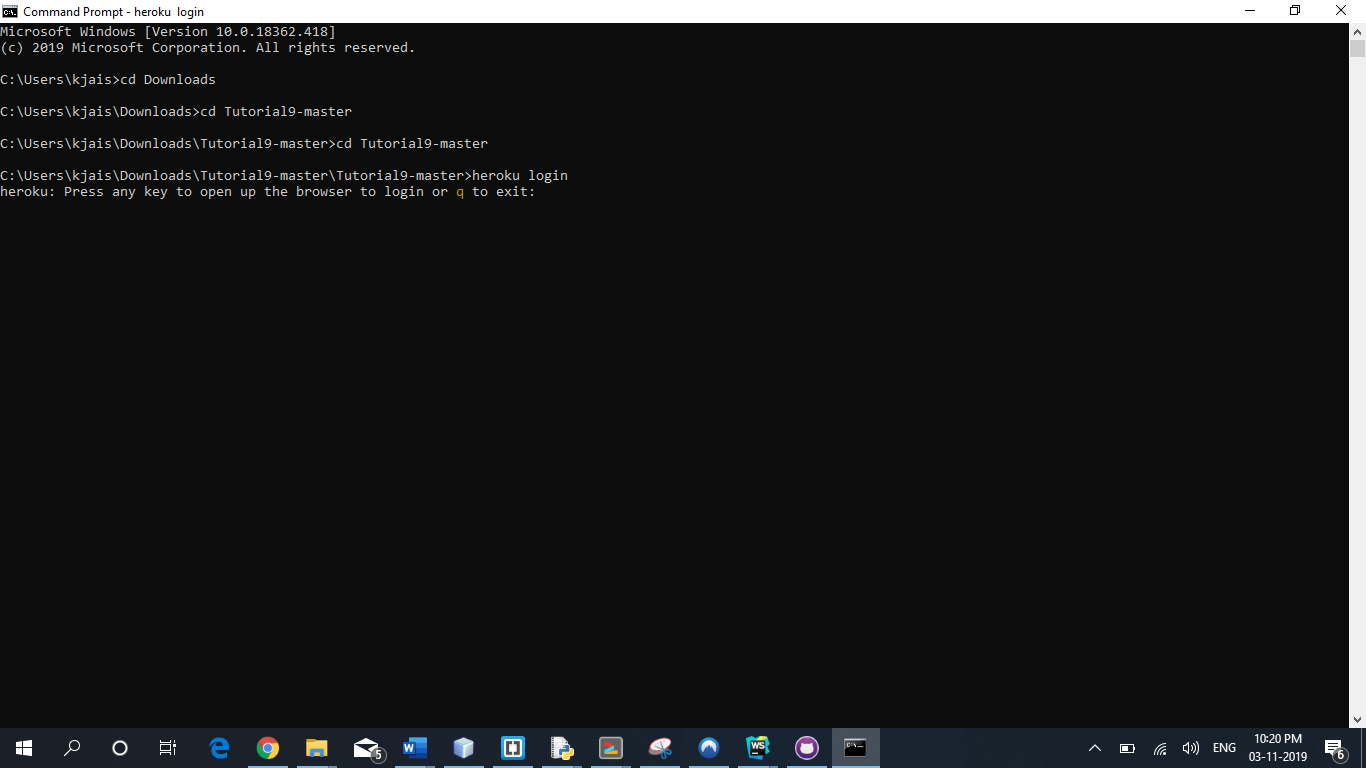 Command Prompt - heroku  login
Microsoft Windows [Version 10.0.18362.418]
(c) 2019 Microsoft Corporation. All rights reserved.
C:\Users\kjais>cd Downloads
C:\Users\kjais\Downloads>cd Tutorial9-master
C:\Users\kjais\Downloads\Tutorial9-master>cd Tutorial9-master
C:\Users\kjais\Downloads\Tutorial9-master\Tutorial9-master>heroku login
heroku: Press any key to open up the browser to login or q to exit:
5
WS
ENG
10:20 PM
03-11-2019
6